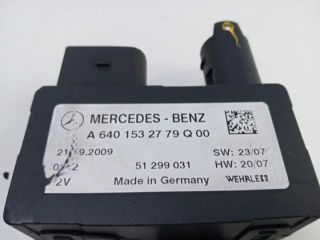 MERCEDES - BENZ
A 640 153 27 79 Q 00
SW: 23/07
51 299 031
HW: 20/07
2V
Made in Germany
WEHRLE